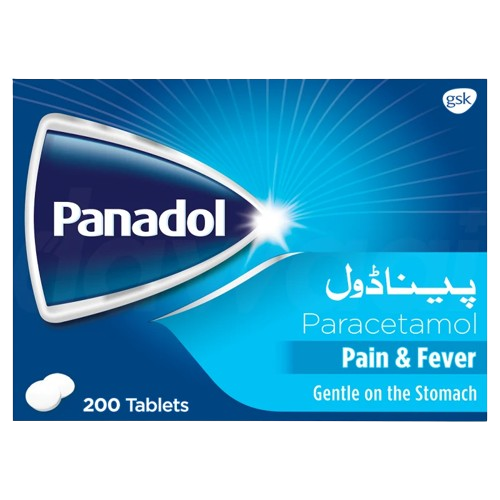 gsk
Panadol
پیناڈول
Paracetamol
Pain & Fever
Gentle on the Stomach
200 Tablets